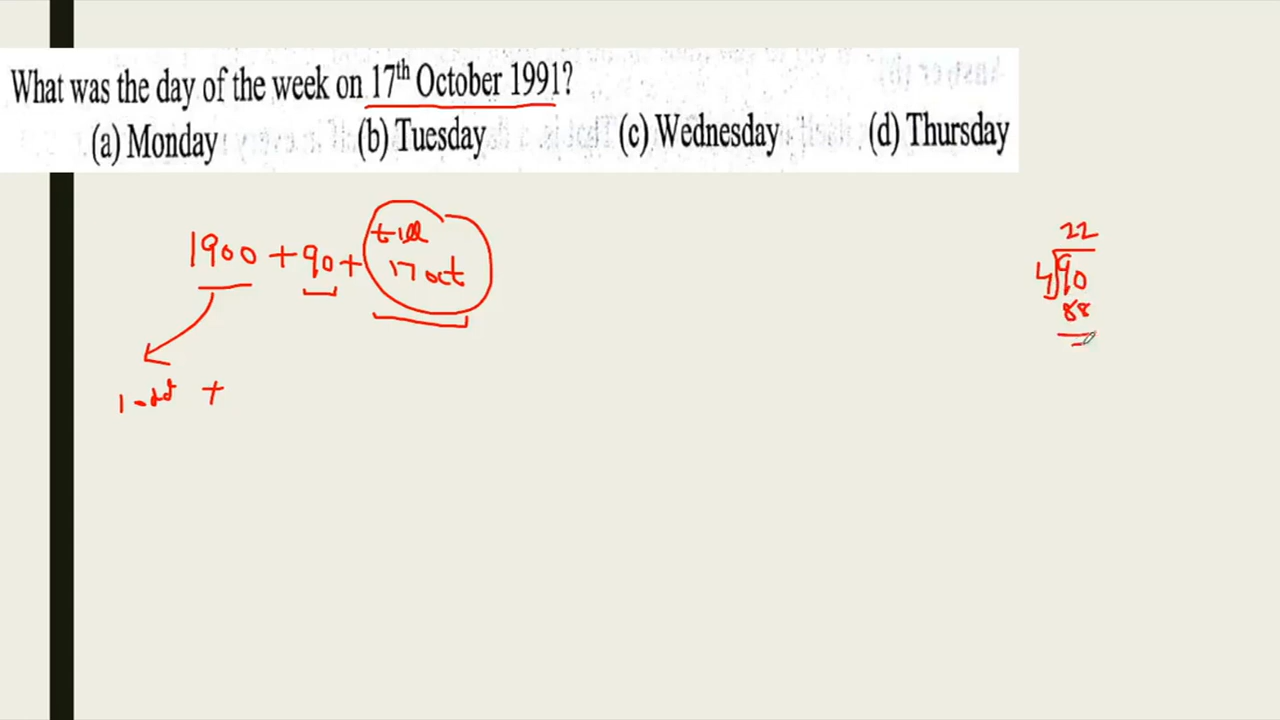 What was the day of the week on 17th October 1991?
(a) Monday (b) Tuesday (c) Wednesday (d) Thursday
till
1900 + 90 + 17 oct
1 odd +
22
4 90
88